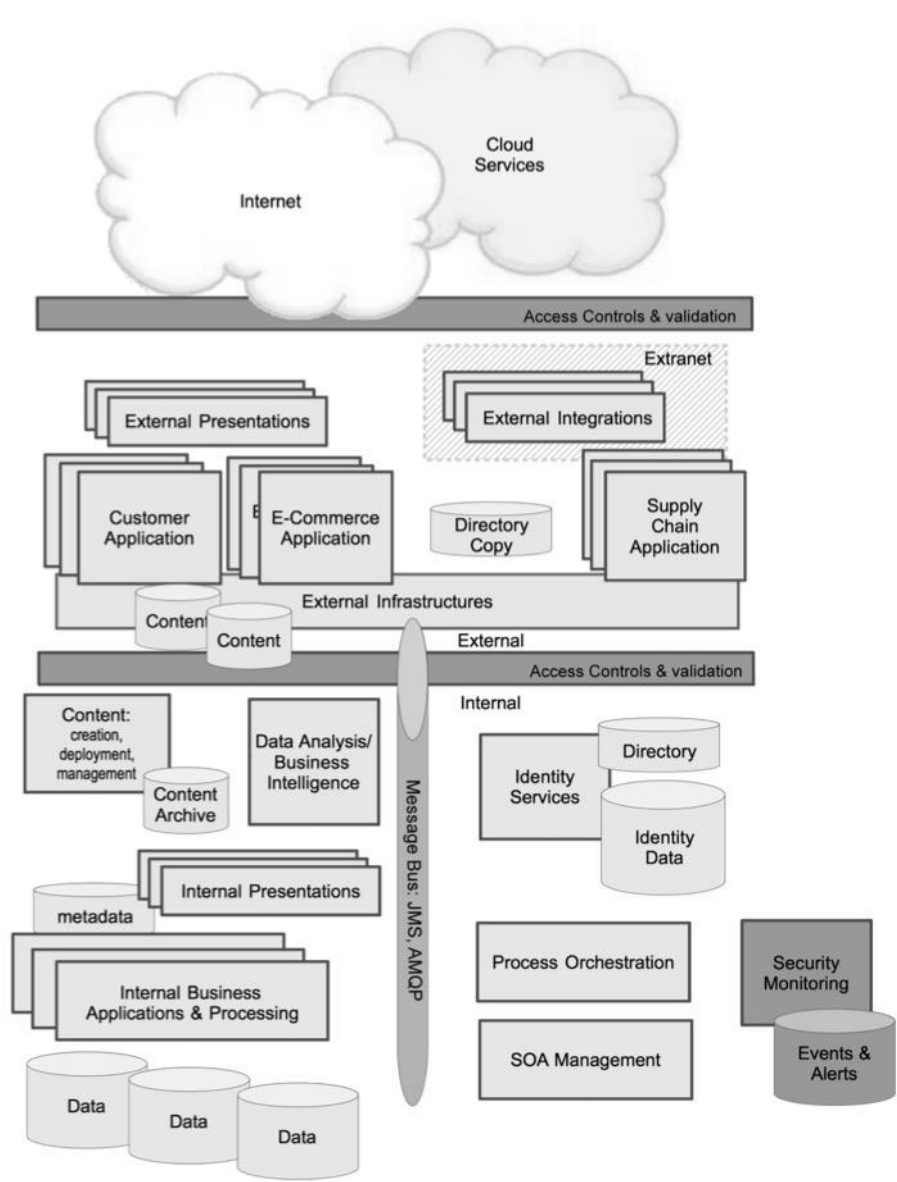 Cloud
Services
Internet
Access Controls & validation
Extranet
External Presentations
External Integrations
Customer
Application
E
E-Commerce
Application
Directory
Copy
Supply
Chain
Application
External Infrastructures
Content
Content
External
Access Controls & validation
Internal
Content:
creation,
deployment,
management
Content
Archive
Data Analysis/
Business
Intelligence
Message Bus: JMS, AMQP
Identity
Services
Directory
Identity
Data
Internal Presentations
metadata
Internal Business
Applications & Processing
Process Orchestration
Security
Monitoring
SOA Management
Events &
Alerts
Data
Data
Data